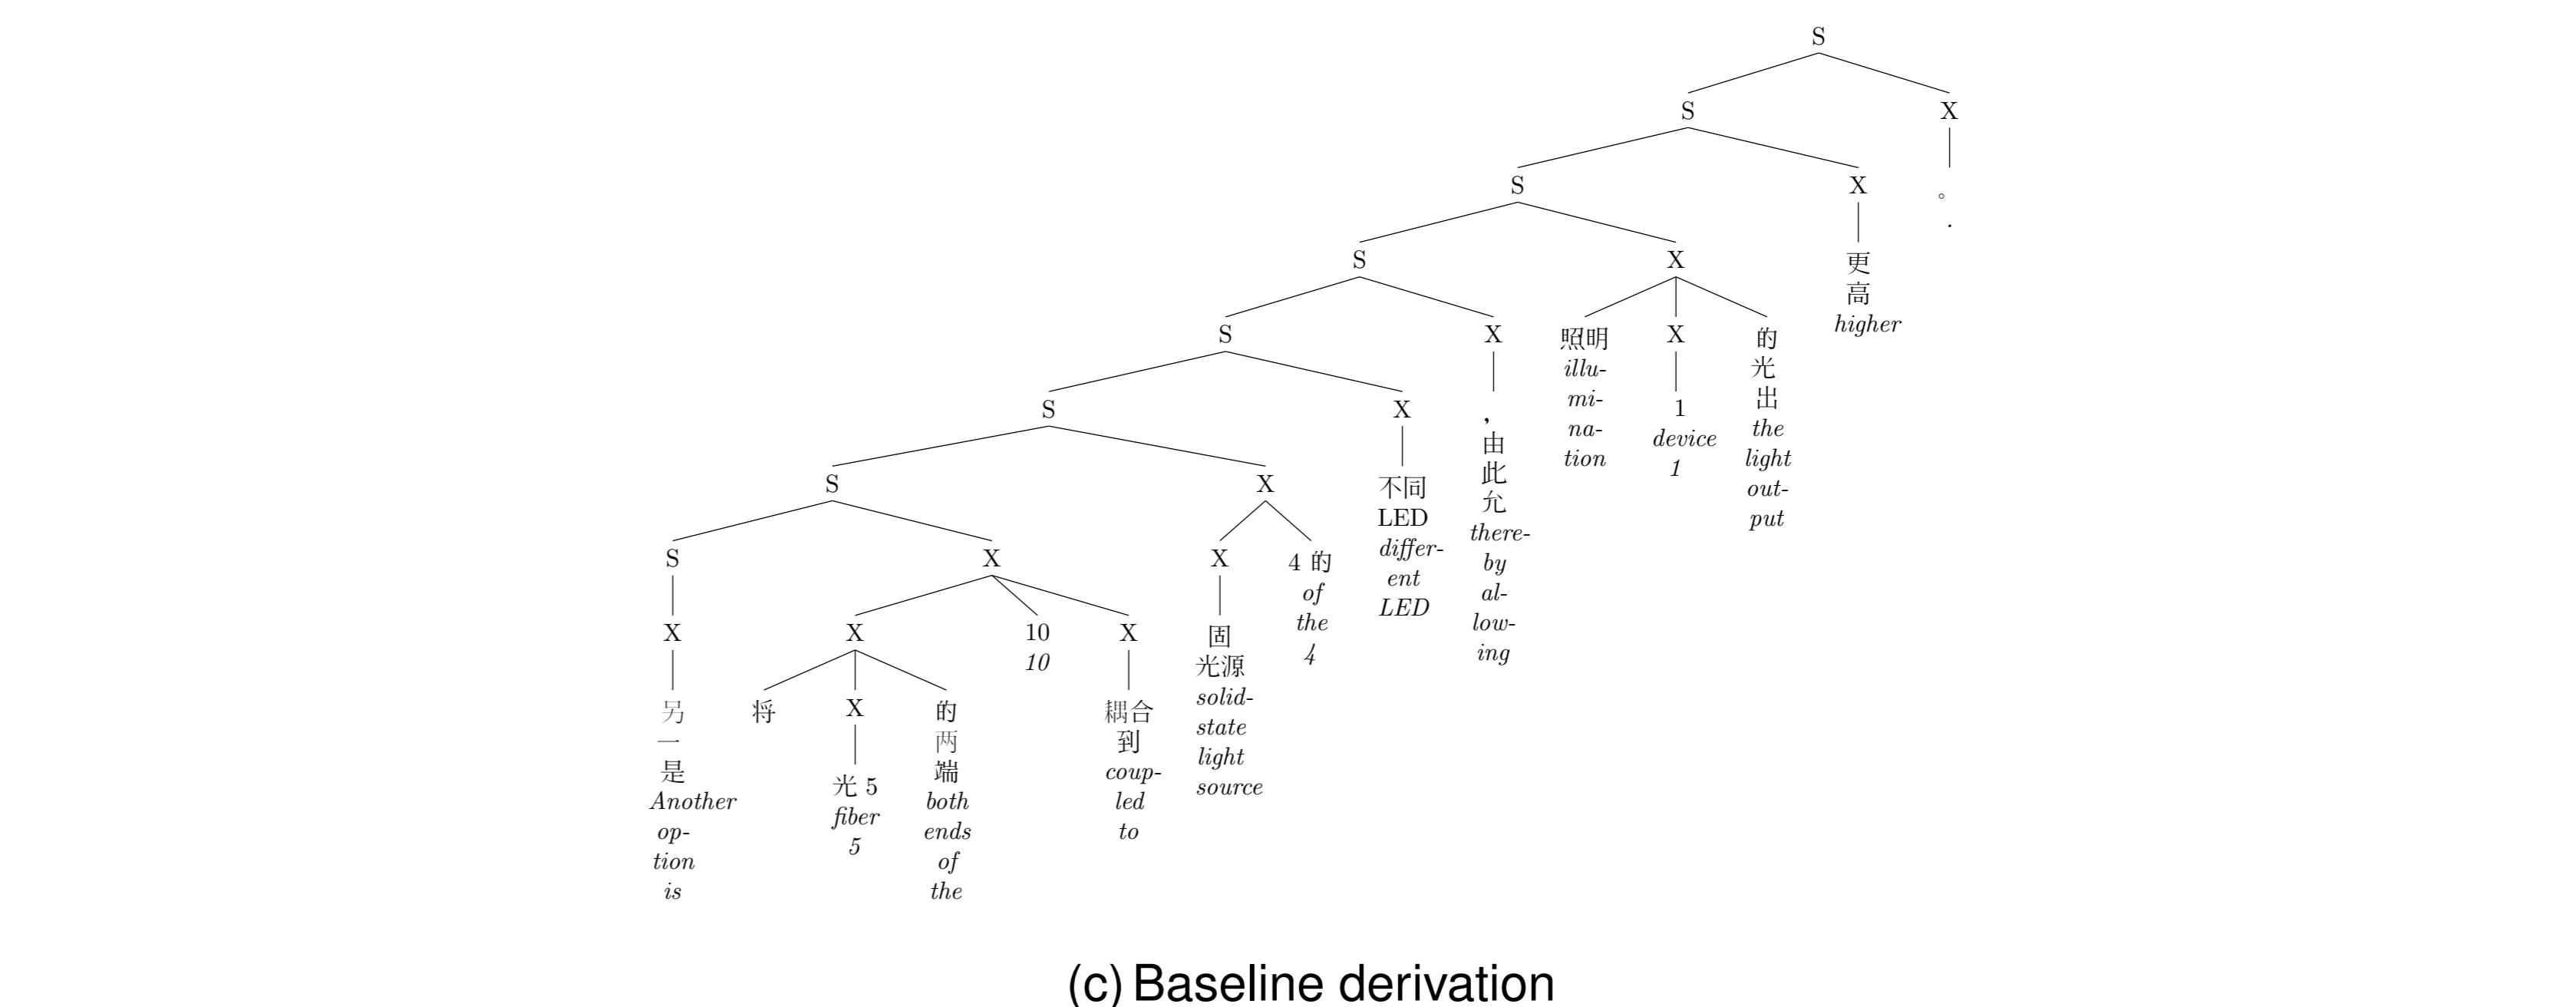 S
S
X
S
X
。
.
S
X
更
高
higher
S
X
照明
illu-
mi-
na-
tion
X
的
光
出
the
light
out-
put
S
X
,
由
此
允
there-
by
al-
low-
ing
1
device
1
S
X
不同
LED
differ-
ent
LED
S
X
X
4 的
of
the
4
X
X
10
10
X
固
光源
solid-
state
light
source
另
一
是
Another
op-
tion
is
将
X
的
两
端
both
ends
of
the
耦合
到
coup-
led
to
光 5
fiber
5
(c) Baseline derivation